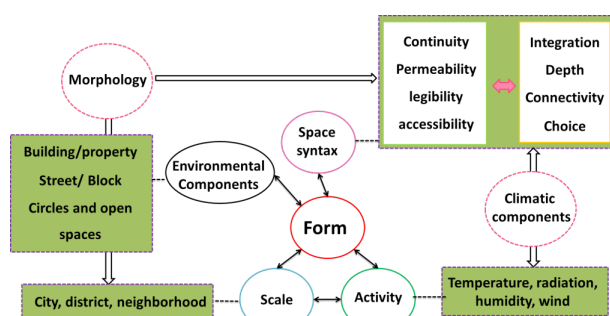 Morphology
Continuity
Permeability
legibility
accessibility
Integration
Depth
Connectivity
Choice
Building/property
Street/ Block
Circles and open
spaces
Environmental
Components
Space
syntax
Climatic
components
Form
City, district, neighborhood
Scale
Activity
Temperature, radiation,
humidity, wind